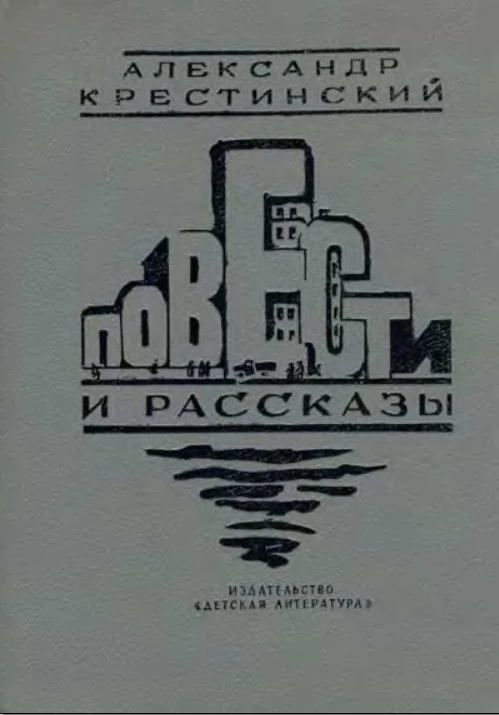 АЛЕКСАНДР
КРЕСТИНСКИЙ
ПОВЕСТИ
И РАССКАЗЫ
ИЗДАТЕЛЬСТВО
«ДЕТСКАЯ ЛИТЕРАТУРА»